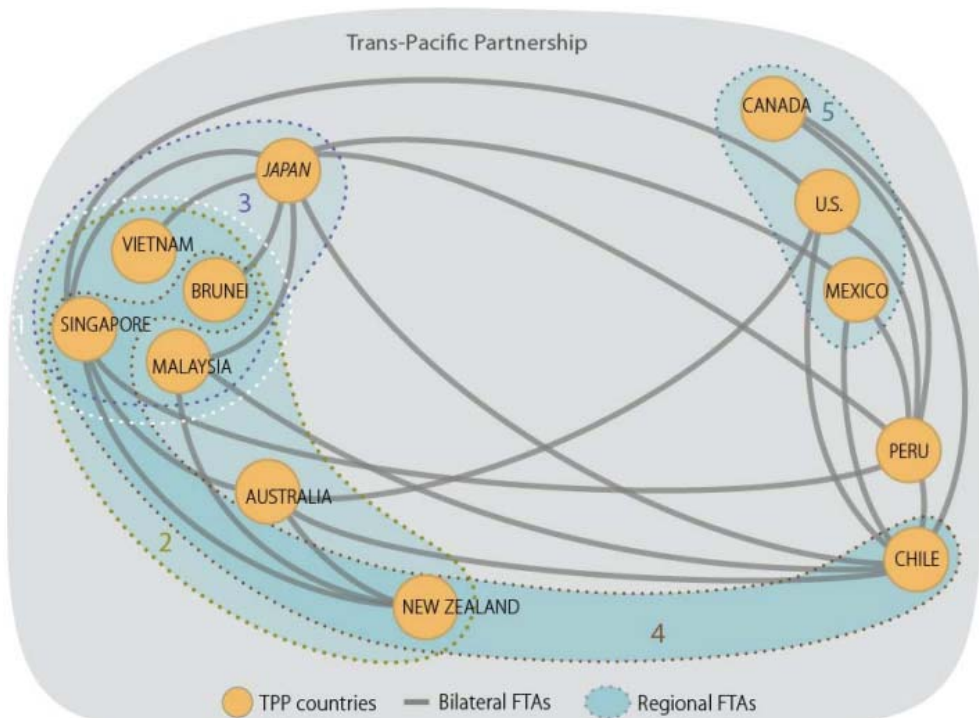 Trans-Pacific Partnership
CANADA
5
JAPAN
U.S.
3
VIETNAM
BRUNEI
MEXICO
1
SINGAPORE
MALAYSIA
PERU
AUSTRALIA
2
CHILE
NEW ZEALAND
4
TPP countries
Bilateral FTAs
Regional FTAs